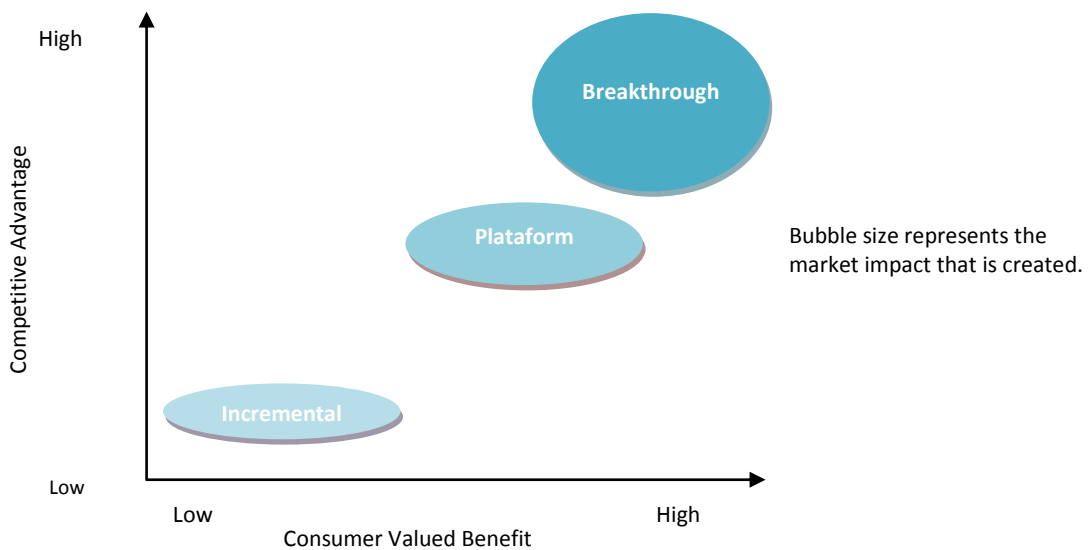 High
Breakthrough
Competitive Advantage
Plataform
Bubble size represents the
market impact that is created.
Incremental
Low
Low
High
Consumer Valued Benefit